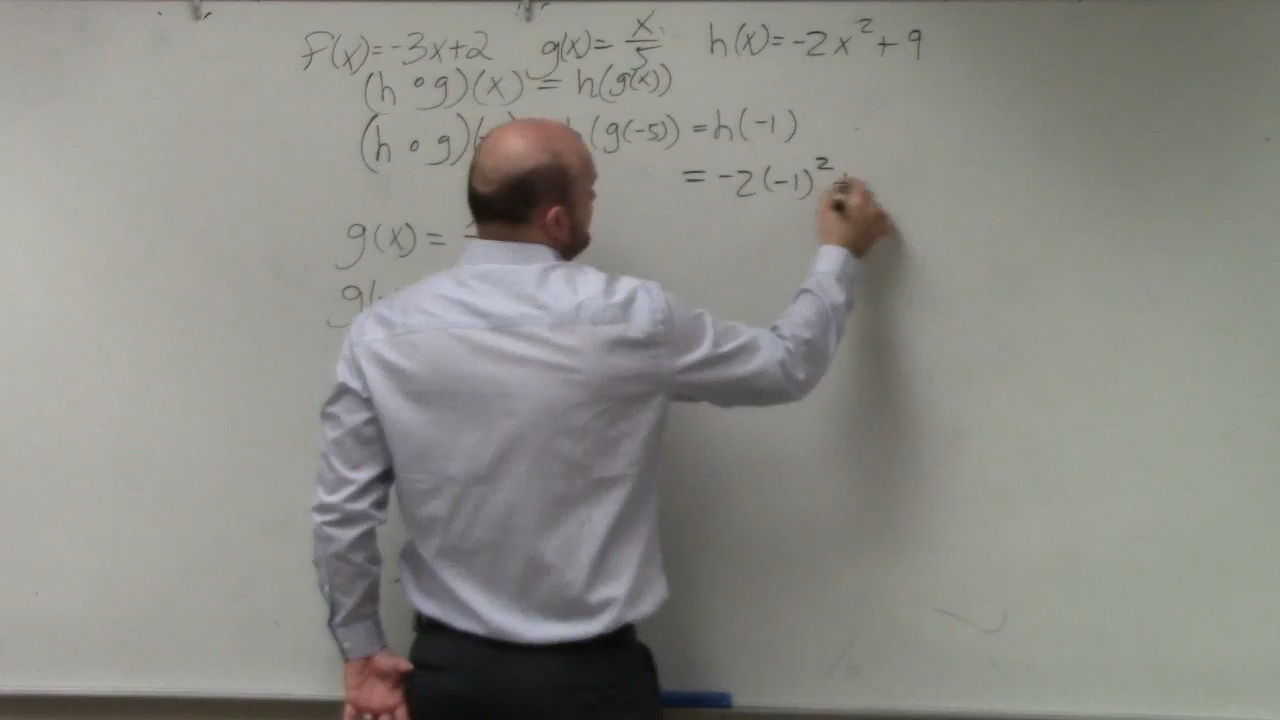 f(x)=-3x+2 g(x)= x/5 h(x)=-2x²+9
(h∘g)(x) = h(g(x))
(h∘g)( (g(-5)) =h(-1)
= -2(-1)² +
g(x) =
g(-